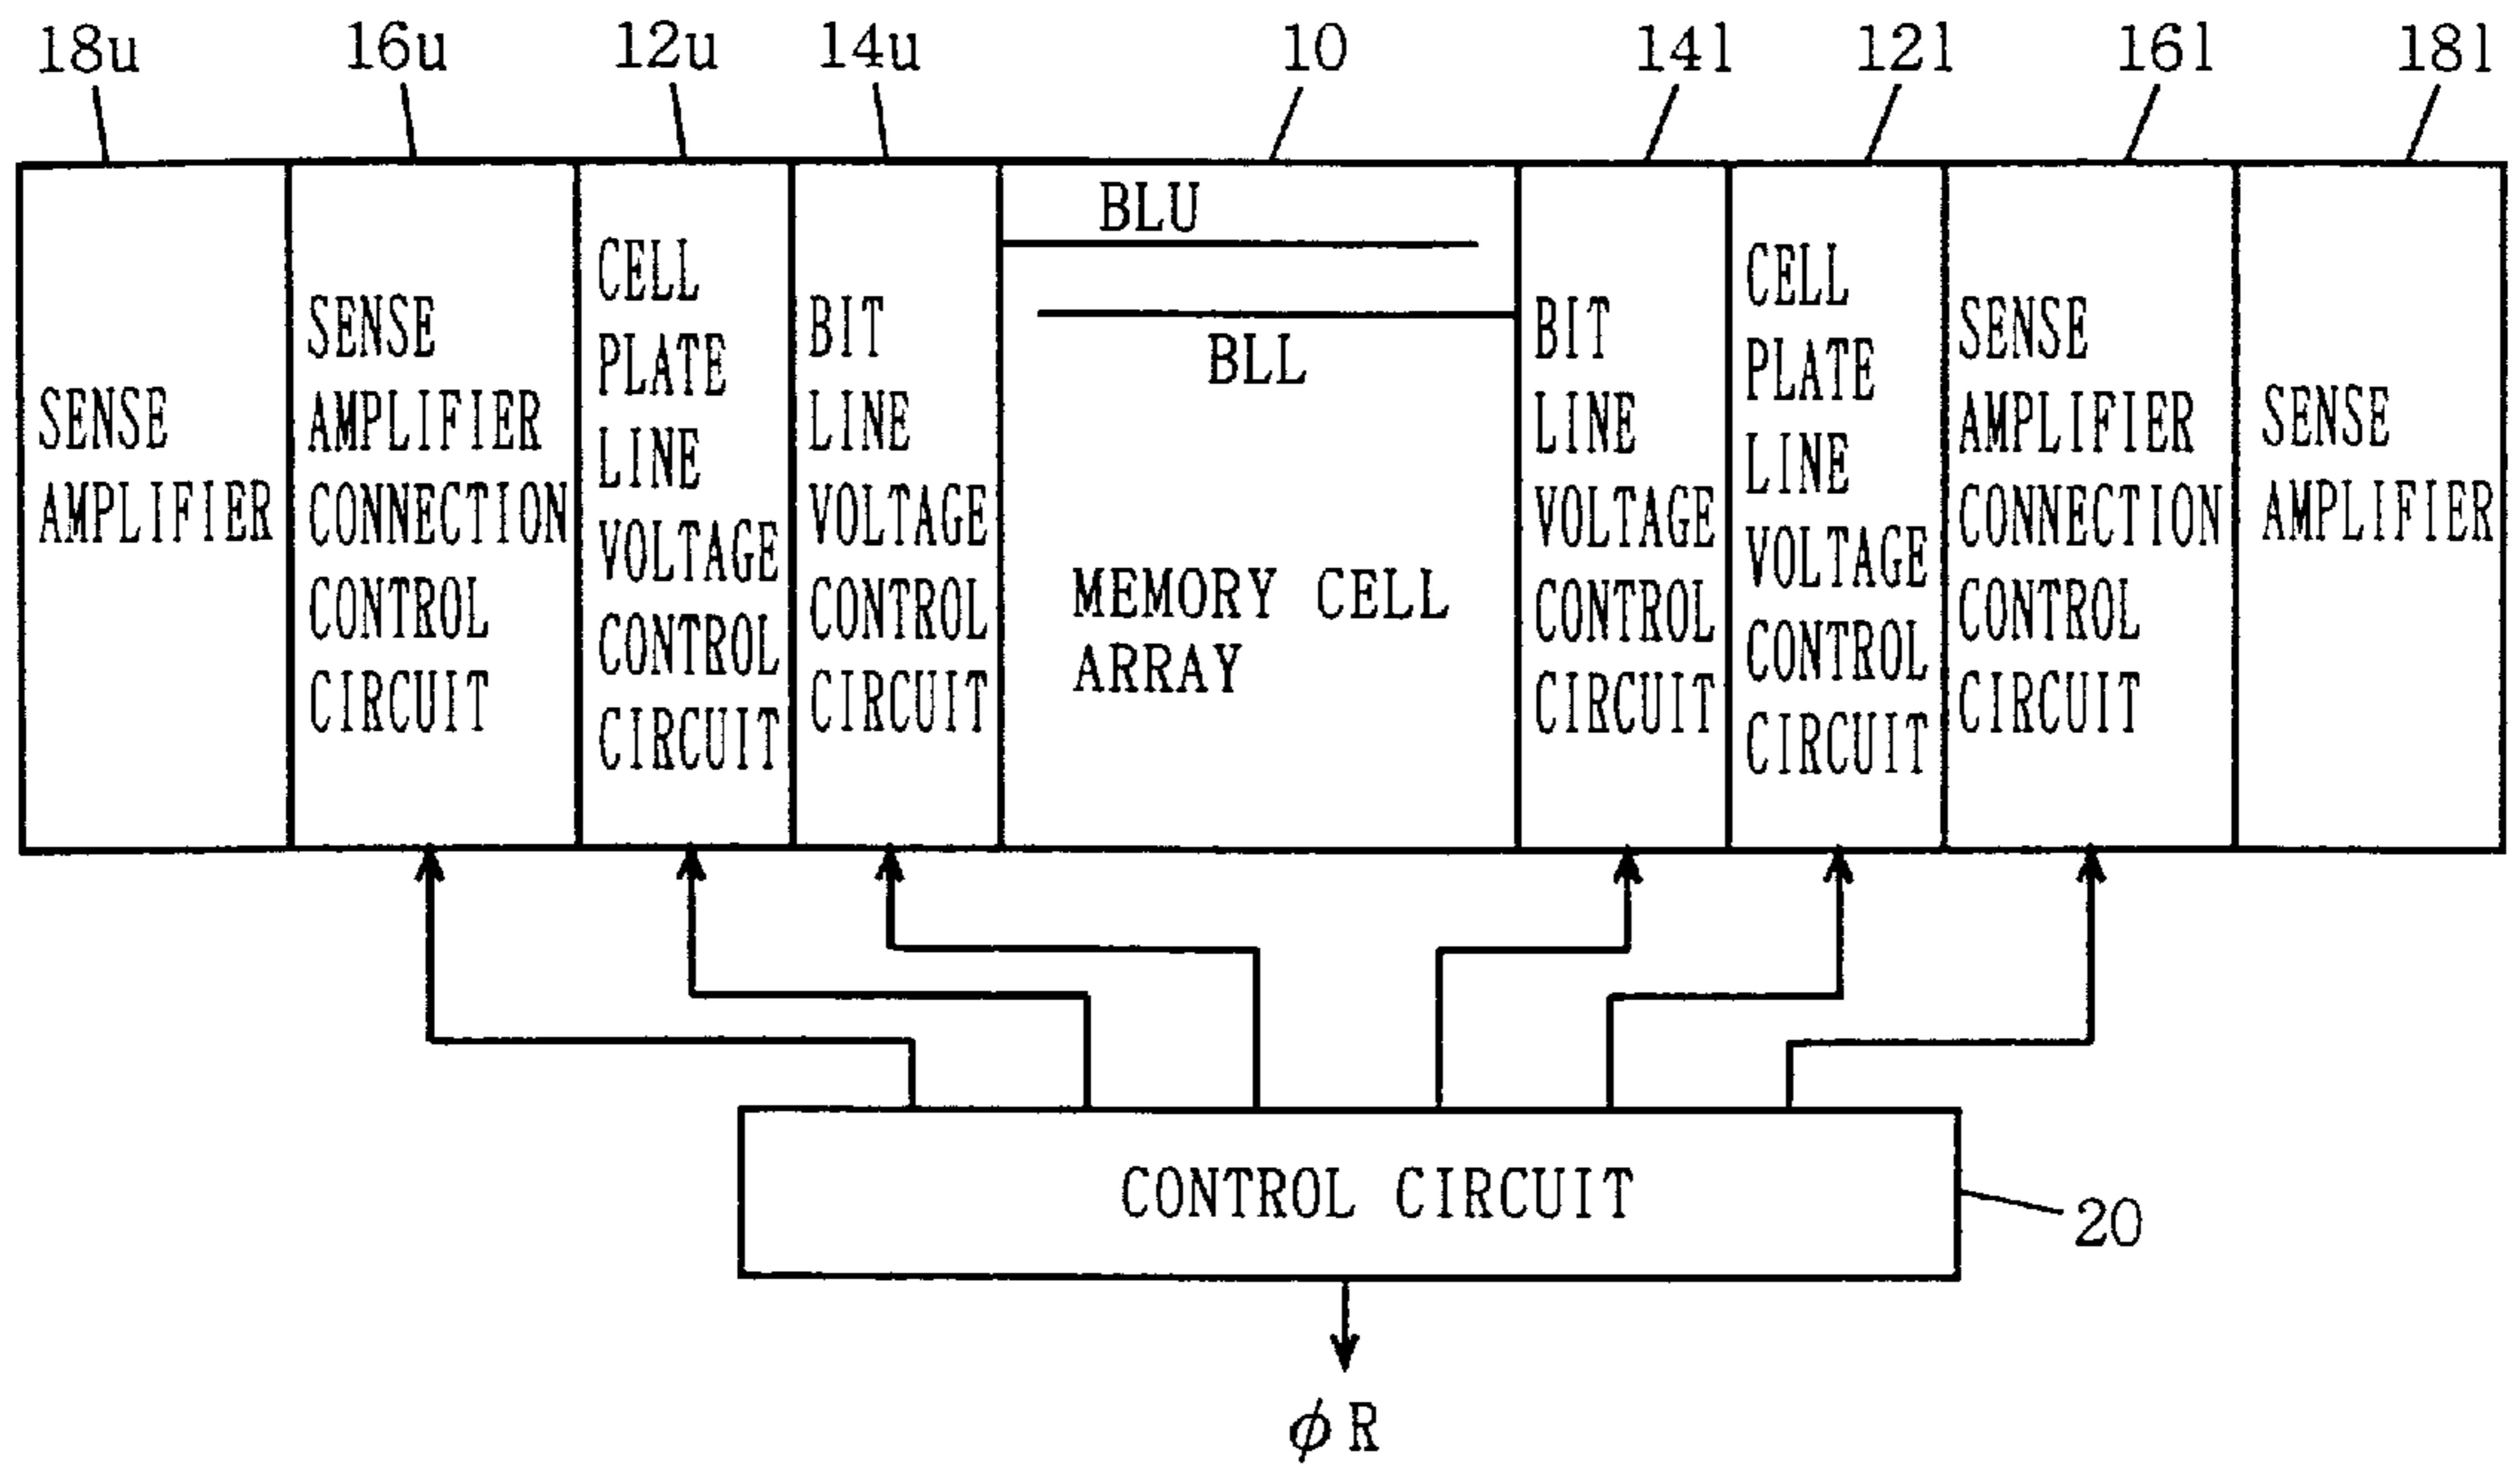 18u 16u 12u 14u 10 14l 12l 16l 18l
SENSE
AMPLIFIER
SENSE
AMPLIFIER
CONNECTION
CONTROL
CIRCUIT
CELL
PLATE
LINE
VOLTAGE
CONTROL
CIRCUIT
BIT
LINE
VOLTAGE
CONTROL
CIRCUIT
BLU
BLL
MEMORY CELL
ARRAY
BIT
LINE
VOLTAGE
CONTROL
CIRCUIT
CELL
PLATE
LINE
VOLTAGE
CONTROL
CIRCUIT
SENSE
AMPLIFIER
CONNECTION
CONTROL
CIRCUIT
SENSE
AMPLIFIER
CONTROL CIRCUIT
20
ϕR